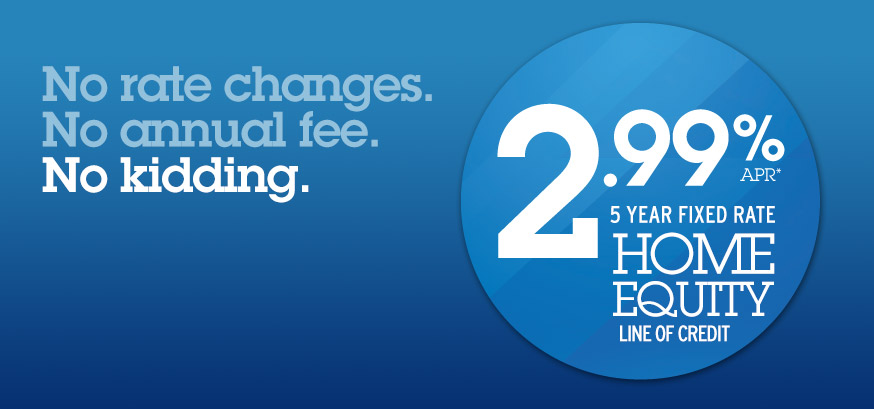 No rate changes.
No annual fee.
No kidding.
2.99%
APR*
5 YEAR FIXED RATE
HOME
EQUITY
LINE OF CREDIT